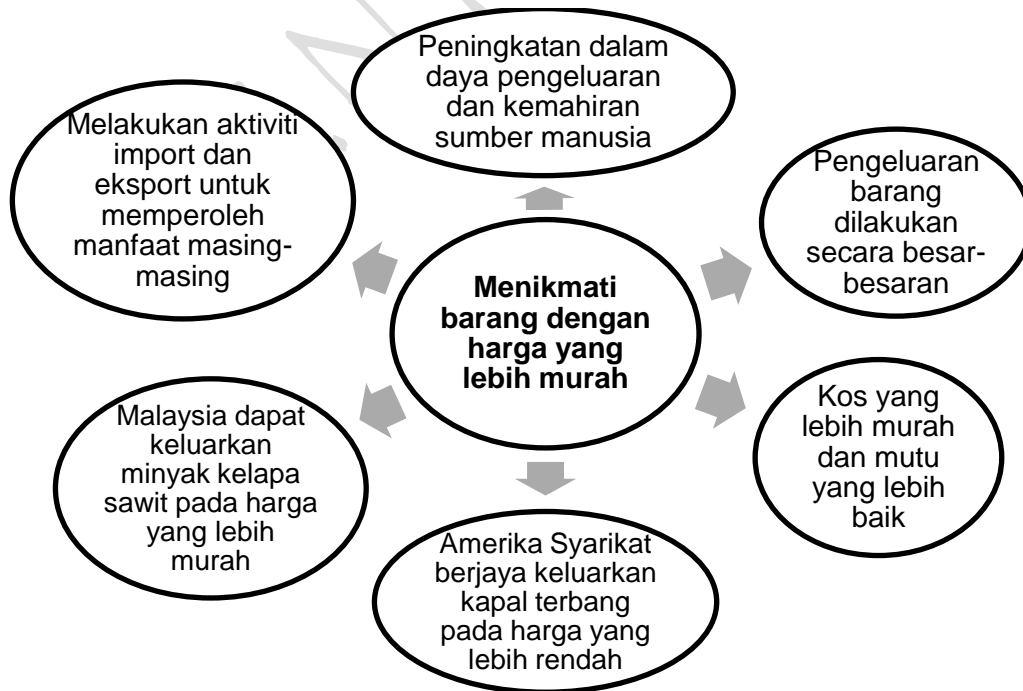 Peningkatan dalam
daya pengeluaran
dan kemahiran
sumber manusia
Melakukan aktiviti
import dan
eksport untuk
memperoleh
manfaat masing-
masing
Pengeluaran
barang
dilakukan
secara besar-
besaran
Menikmati
barang dengan
harga yang
lebih murah
Malaysia dapat
keluarkan
minyak kelapa
sawit pada harga
yang lebih
murah
Kos yang
lebih murah
dan mutu
yang lebih
baik
Amerika Syarikat
berjaya keluarkan
kapal terbang
pada harga yang
lebih rendah